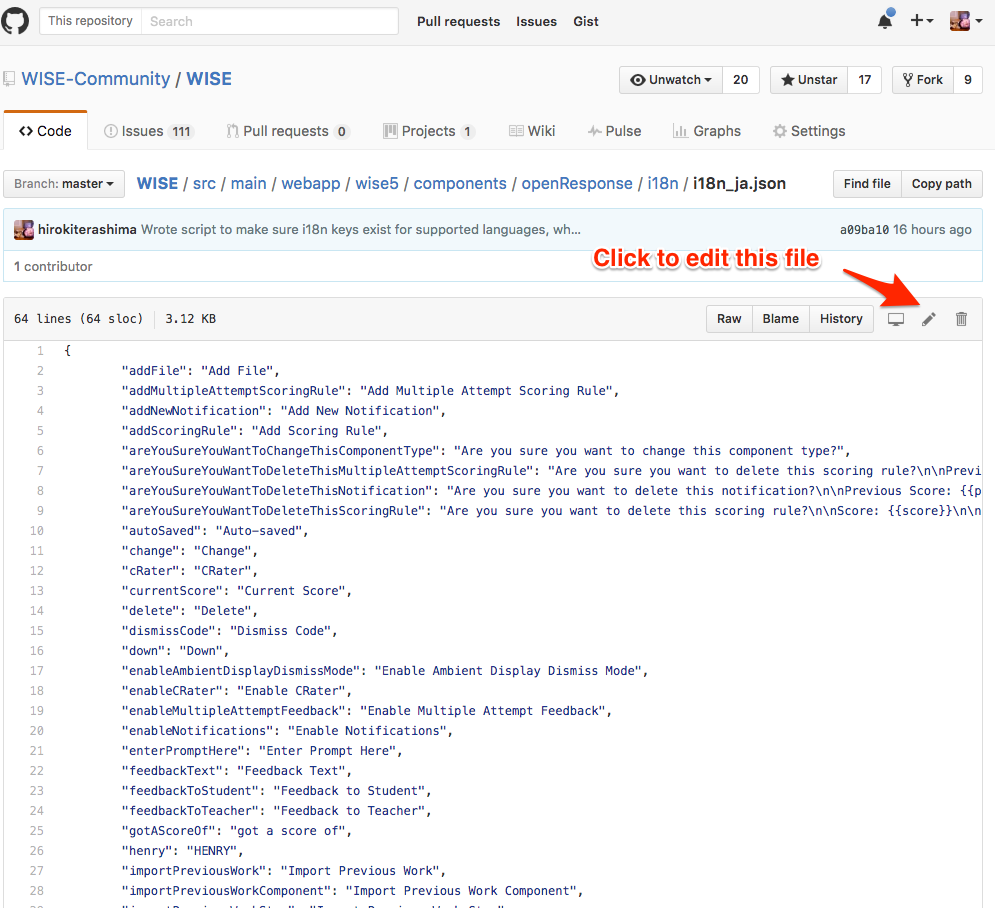 This repository Search Pull requests Issues Gist
WISE-Community / WISE Unwatch 20 Unstar 17 Fork 9
Code Issues 111 Pull requests 0 Projects 1 Wiki Pulse Graphs Settings
Branch: master WISE / src / main / webapp / wise5 / components / openResponse / i18n / i18n_ja.json Find file Copy path
hirokiterashima Wrote script to make sure i18n keys exist for supported languages, wh... a09ba10 16 hours ago
Click to edit this file
1 contributor
64 lines (64 sloc) 3.12 KB Raw Blame History
1 {
2 "addFile": "Add File",
3 "addMultipleAttemptScoringRule": "Add Multiple Attempt Scoring Rule",
4 "addNewNotification": "Add New Notification",
5 "addScoringRule": "Add Scoring Rule",
6 "areYouSureYouWantToChangeThisComponentType": "Are you sure you want to change this component type?",
7 "areYouSureYouWantToDeleteThisMultipleAttemptScoringRule": "Are you sure you want to delete this scoring rule?\n\nPrevi
8 "areYouSureYouWantToDeleteThisNotification": "Are you sure you want to delete this notification?\n\nPrevious Score: {{p
9 "areYouSureYouWantToDeleteThisScoringRule": "Are you sure you want to delete this scoring rule?\n\nScore: {{score}}\n\n
10 "autoSaved": "Auto-saved",
11 "change": "Change",
12 "cRater": "CRater",
13 "currentScore": "Current Score",
14 "delete": "Delete",
15 "dismissCode": "Dismiss Code",
16 "down": "Down",
17 "enableAmbientDisplayDismissMode": "Enable Ambient Display Dismiss Mode",
18 "enableCRater": "Enable CRater",
19 "enableMultipleAttemptFeedback": "Enable Multiple Attempt Feedback",
20 "enableNotifications": "Enable Notifications",
21 "enterPromptHere": "Enter Prompt Here",
22 "feedbackText": "Feedback Text",
23 "feedbackToStudent": "Feedback to Student",
24 "feedbackToTeacher": "Feedback to Teacher",
25 "gotAScoreOf": "got a score of",
26 "henry": "HENRY",
27 "importPreviousWork": "Import Previous Work",
28 "importPreviousWorkComponent": "Import Previous Work Component",